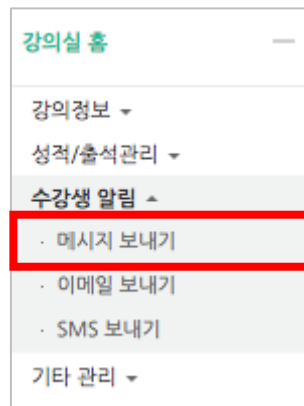 강의실 홈
강의정보
성적/출석관리
수강생 알림
· 메시지 보내기
· 이메일 보내기
· SMS 보내기
기타 관리